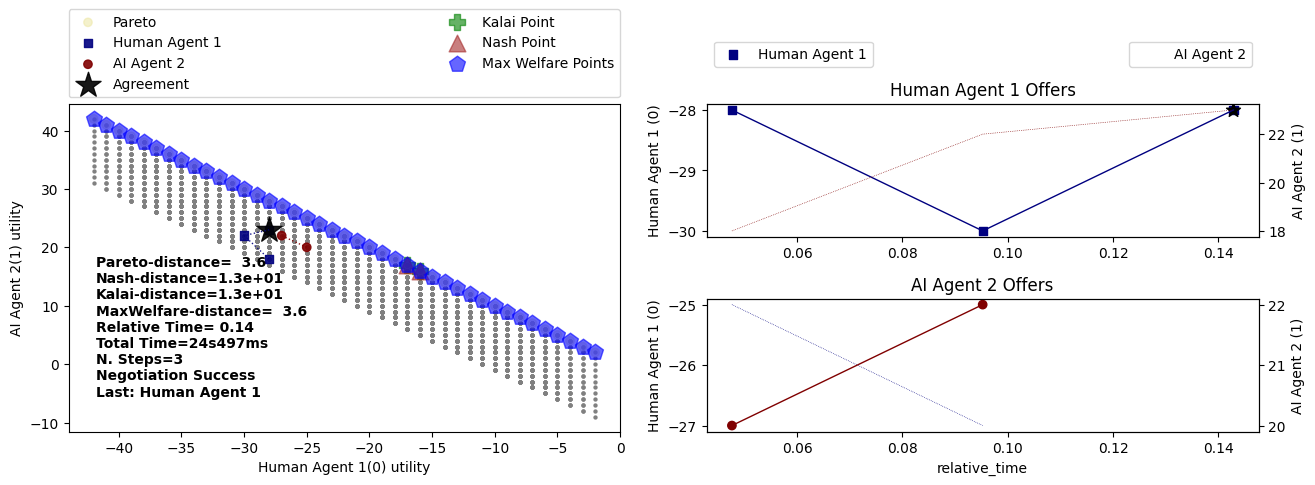 Pareto
Human Agent 1
AI Agent 2
Agreement
Kalai Point
Nash Point
Max Welfare Points
40
30
20
10
0
−10
AI Agent 2(1) utility
Pareto-distance=  3.6
Nash-distance=1.3e+01
Kalai-distance=1.3e+01
MaxWelfare-distance=  3.6
Relative Time= 0.14
Total Time=24s497ms
N. Steps=3
Negotiation Success
Last: Human Agent 1
−40
−35
−30
−25
−20
−15
−10
−5
0
Human Agent 1(0) utility
Human Agent 1
AI Agent 2
Human Agent 1 Offers
−28
−29
−30
Human Agent 1 (0)
22
20
18
AI Agent 2 (1)
0.06
0.08
0.10
0.12
0.14
AI Agent 2 Offers
−25
−26
−27
Human Agent 1 (0)
22
21
20
AI Agent 2 (1)
0.06
0.08
0.10
0.12
0.14
relative_time